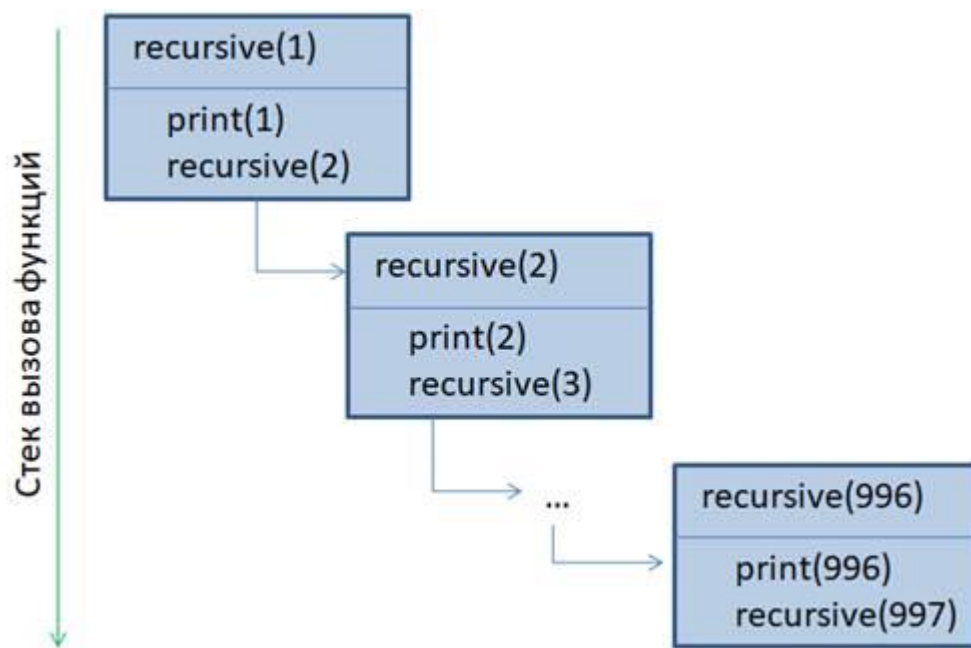 Стек вызова функций
recursive(1)
print(1)
recursive(2)
recursive(2)
print(2)
recursive(3)
...
recursive(996)
print(996)
recursive(997)